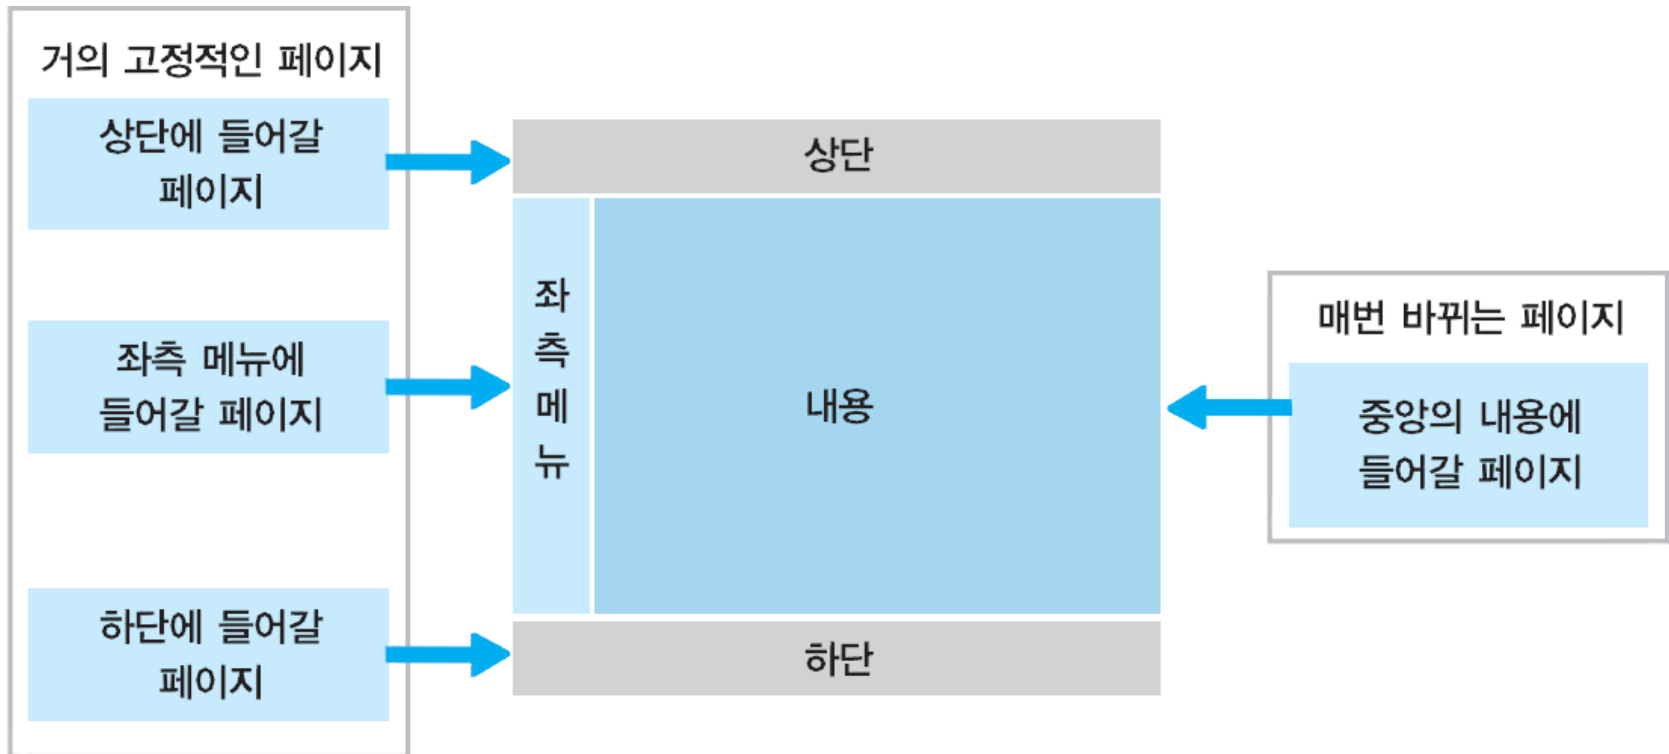 거의 고정적인 페이지
상단에 들어갈
페이지
좌측 메뉴에
들어갈 페이지
하단에 들어갈
페이지
상단
좌
측
메
뉴
내용
하단
매번 바뀌는 페이지
중앙의 내용에
들어갈 페이지